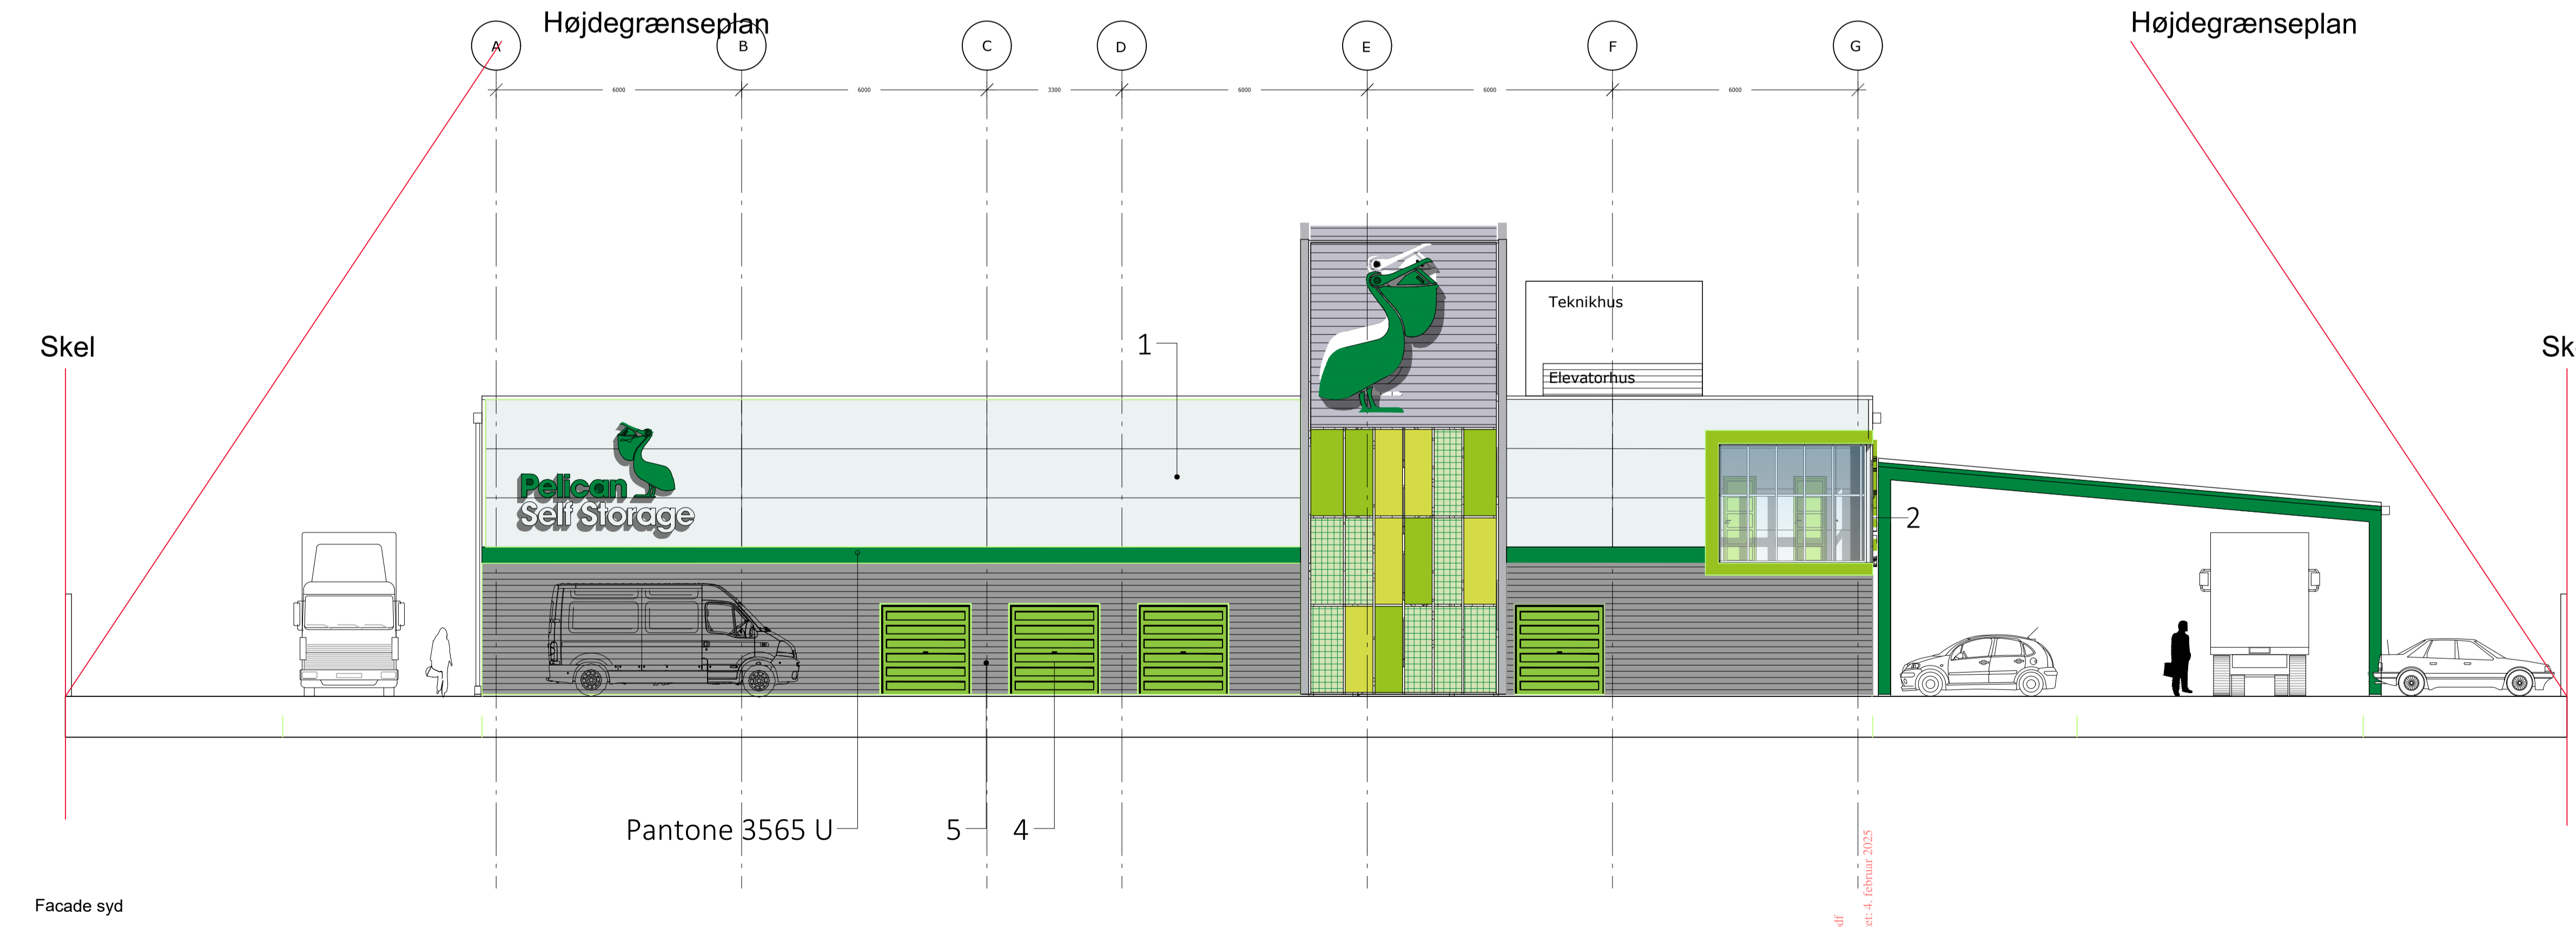 Højdegrænseplan
Højdegrænseplan
A
B
C
D
E
F
G
6000
6000
3300
6000
6000
6000
Teknikhus
Skel
1
Elevatorhus
Pelican
Self Storage
2
Pantone 3565 U
5
4
Facade syd
4. februar 2025